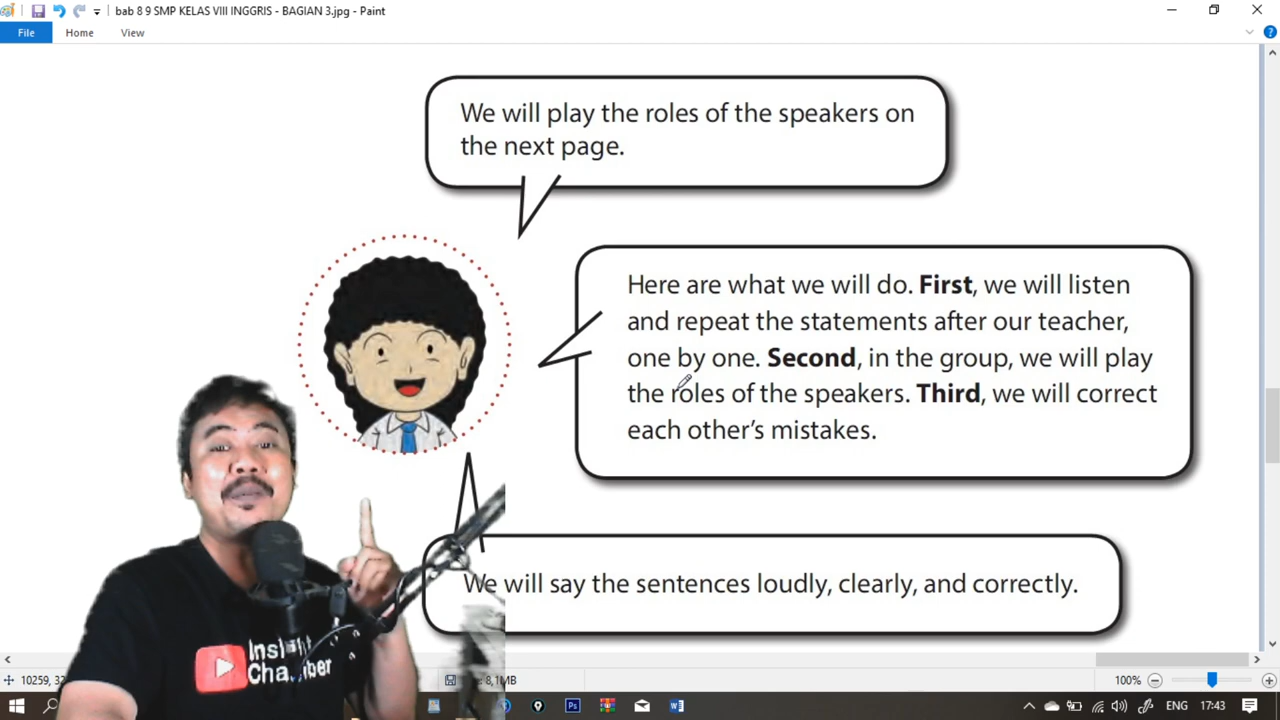 bab 8 9 SMP KELAS VIII INGGRIS - BAGIAN 3.jpg - Paint
File Home View
We will play the roles of the speakers on
the next page.
Here are what we will do. First, we will listen
and repeat the statements after our teacher,
one by one. Second, in the group, we will play
the roles of the speakers. Third, we will correct
each other's mistakes.
We will say the sentences loudly, clearly, and correctly.
Insight
Chamber
100%
ENG 17:43